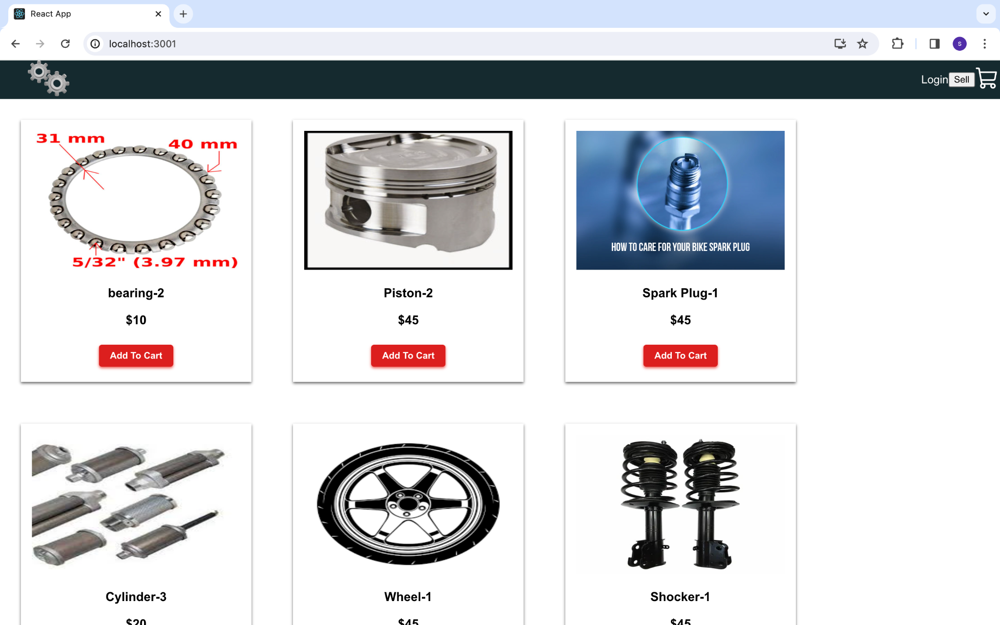 React App
localhost:3001
S
Login Sell
31 mm
40 mm
5/32" (3.97 mm)
HOW TO CARE FOR YOUR BIKE SPARK PLUG
bearing-2
Piston-2
Spark Plug-1
$10
$45
$45
Add To Cart
Add To Cart
Add To Cart
Cylinder-3
Wheel-1
Shocker-1
$20
$45
$45